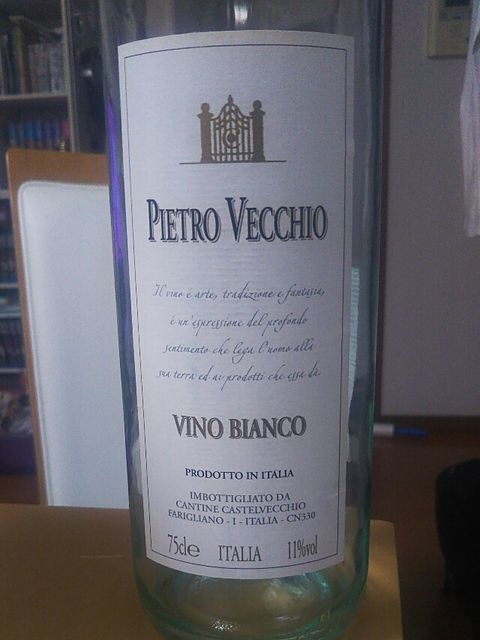 PIETRO VECCHIO
Il vino è arte, tradizione e fantasia,
è un'espressione del profondo
sentimento che lega l'uomo alla
sua terra ed ai prodotti che essa dà.
VINO BIANCO
PRODOTTO IN ITALIA
IMBOTTIGLIATO DA
CANTINE CASTELVECCHIO
FARIGLIANO - I - ITALIA - CN330
75cle ITALIA 11%vol